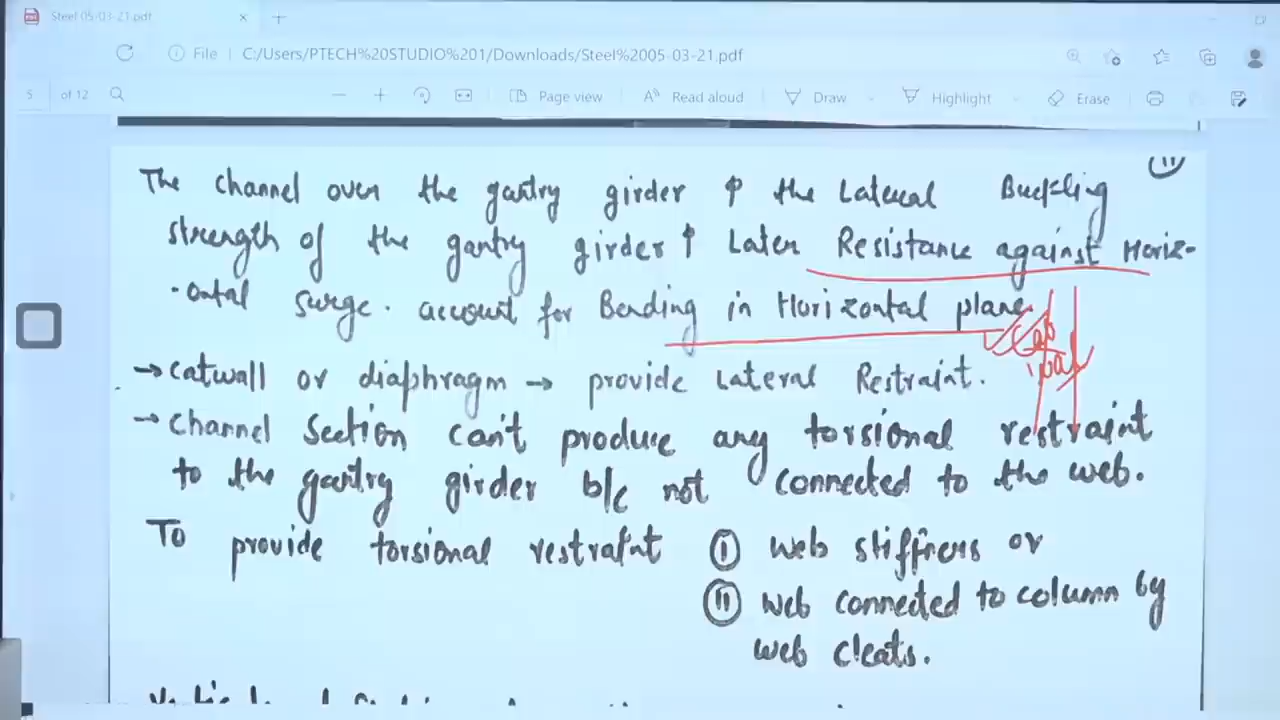 Steel 05-03-21.pdf
File C:/Users/PTECH%20STUDIO%201/Downloads/Steel%2005-03-21.pdf
5 of 12 Page view Read aloud Draw Highlight Erase
11
The channel over the gantry girder ↑ the Lateral Buckling
strength of the gantry girder ↑ Later Resistance against Horiz-
-ontal surge. account for Bending in Horizontal plane.
→ catwall or diaphragm → provide Lateral Restraint.
→ channel Section can't produce any torsional restraint
to the gantry girder b/c not connected to the web.
To provide torsional restraint (i) web stiffners or
(ii) web connected to column by
web cleats.